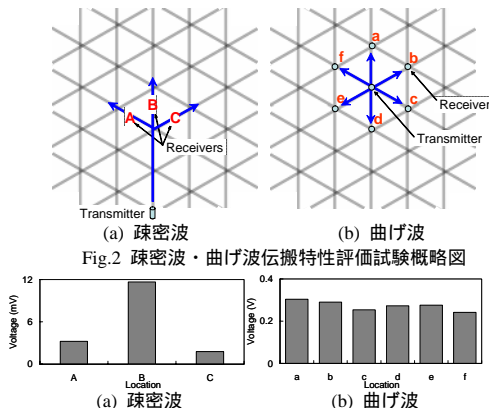 a
f
b
B
A
C
e
c
d
Receivers
Receiver
Transmitter
Transmitter
(a) 疎密波
(b) 曲げ波
Fig.2 疎密波・曲げ波伝搬特性評価試験概略図
Voltage (mV)
12
6
0
A
B
C
Location
(a) 疎密波
Voltage (V)
0.4
0.2
0
a b c d e f
Location
(b) 曲げ波